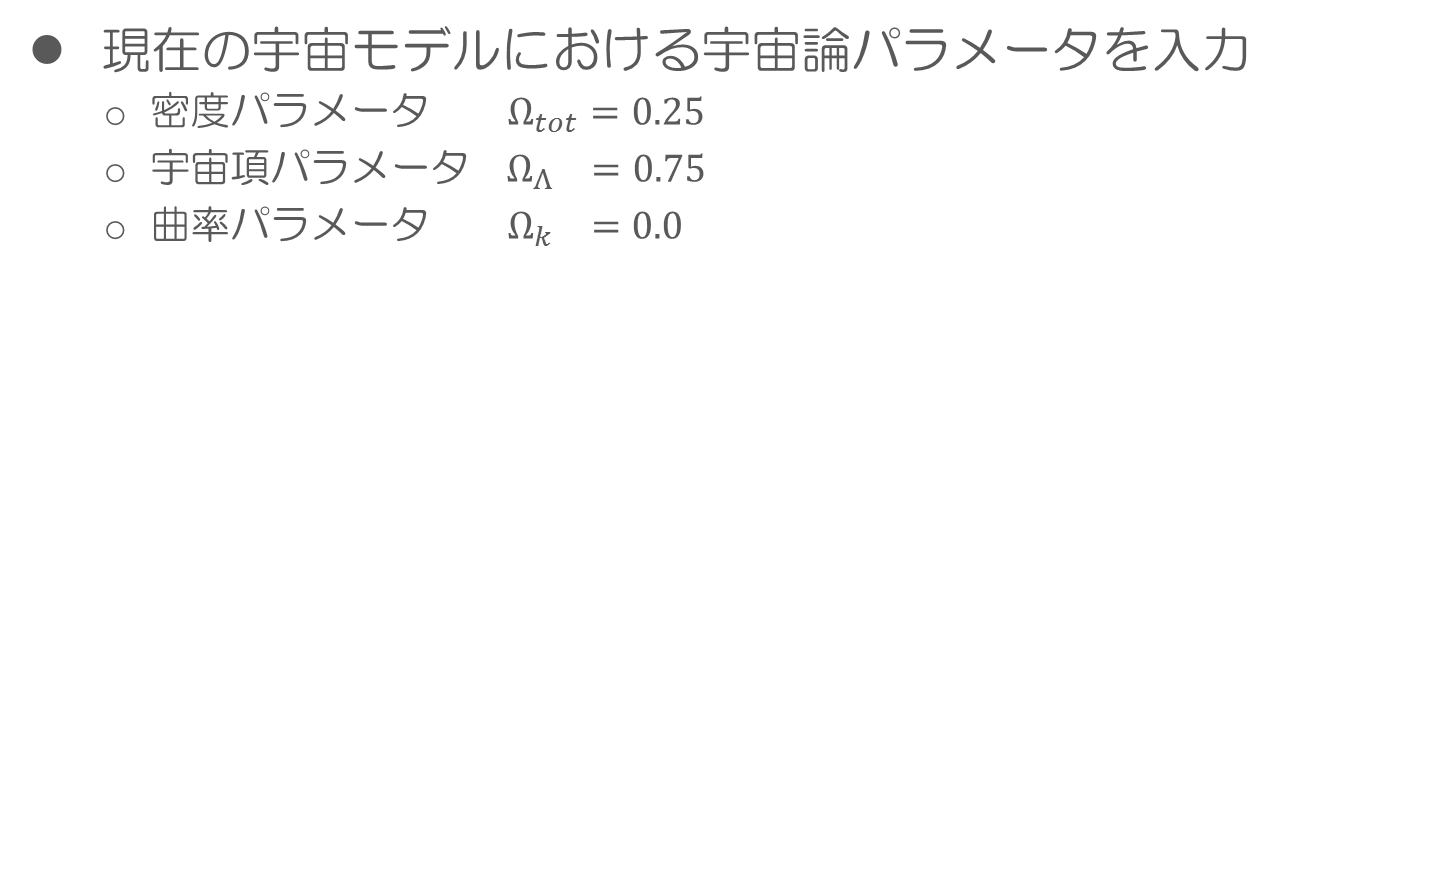 ● 現在の宇宙モデルにおける宇宙論パラメータを入力
○ 密度パラメータ Ω_tot = 0.25
○ 宇宙項パラメータ Ω_Λ = 0.75
○ 曲率パラメータ Ω_k = 0.0